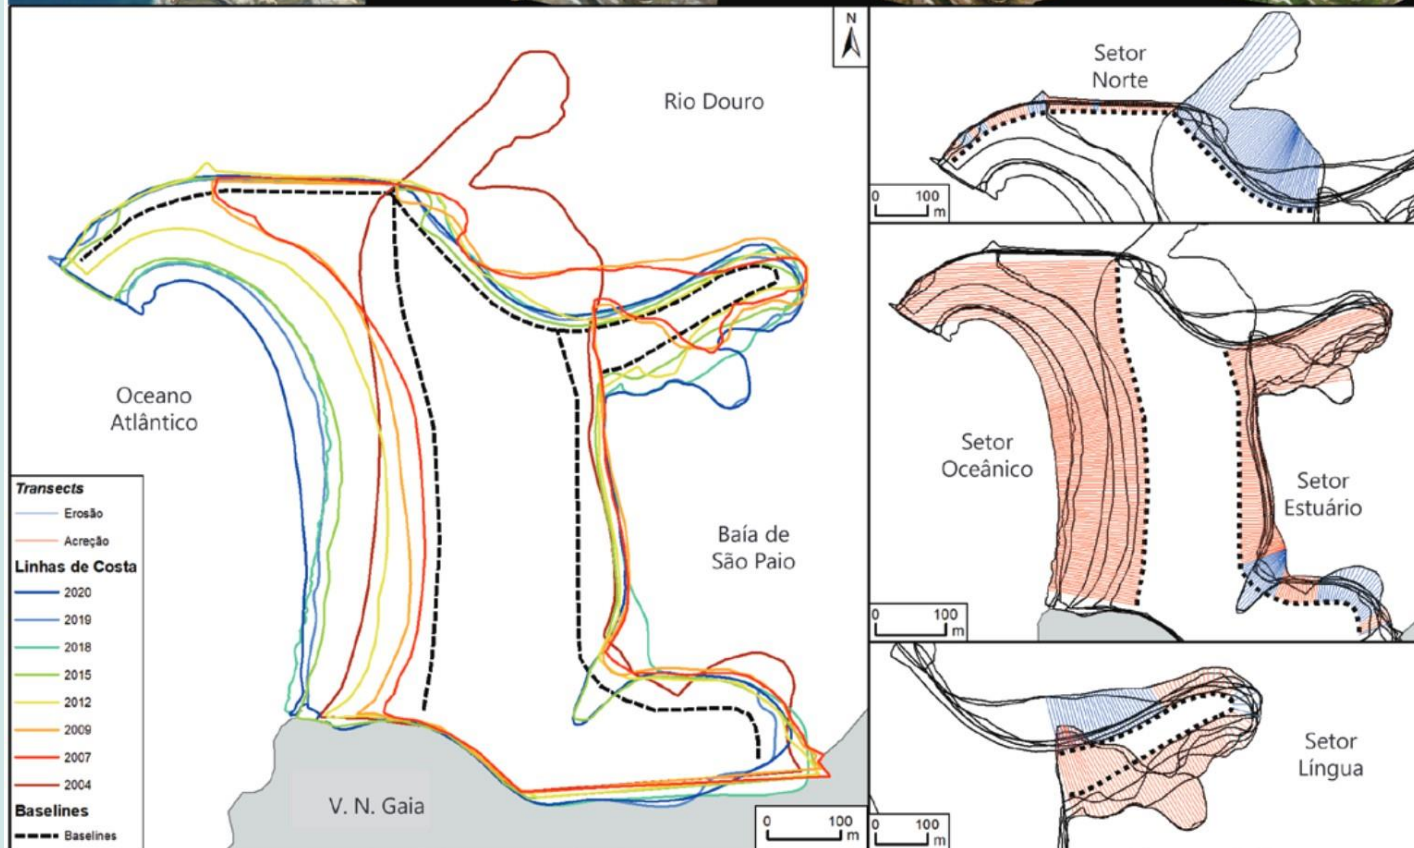 N
Rio Douro
Oceano
Atlântico
Baía de
São Paio
V. N. Gaia
Transects
Erosão
Acreção
Linhas de Costa
2020
2019
2018
2015
2012
2009
2007
2004
Baselines
Baselines
0 100
m
Setor
Norte
0 100
m
Setor
Oceânico
Setor
Estuário
0 100
m
Setor
Língua
0 100
m